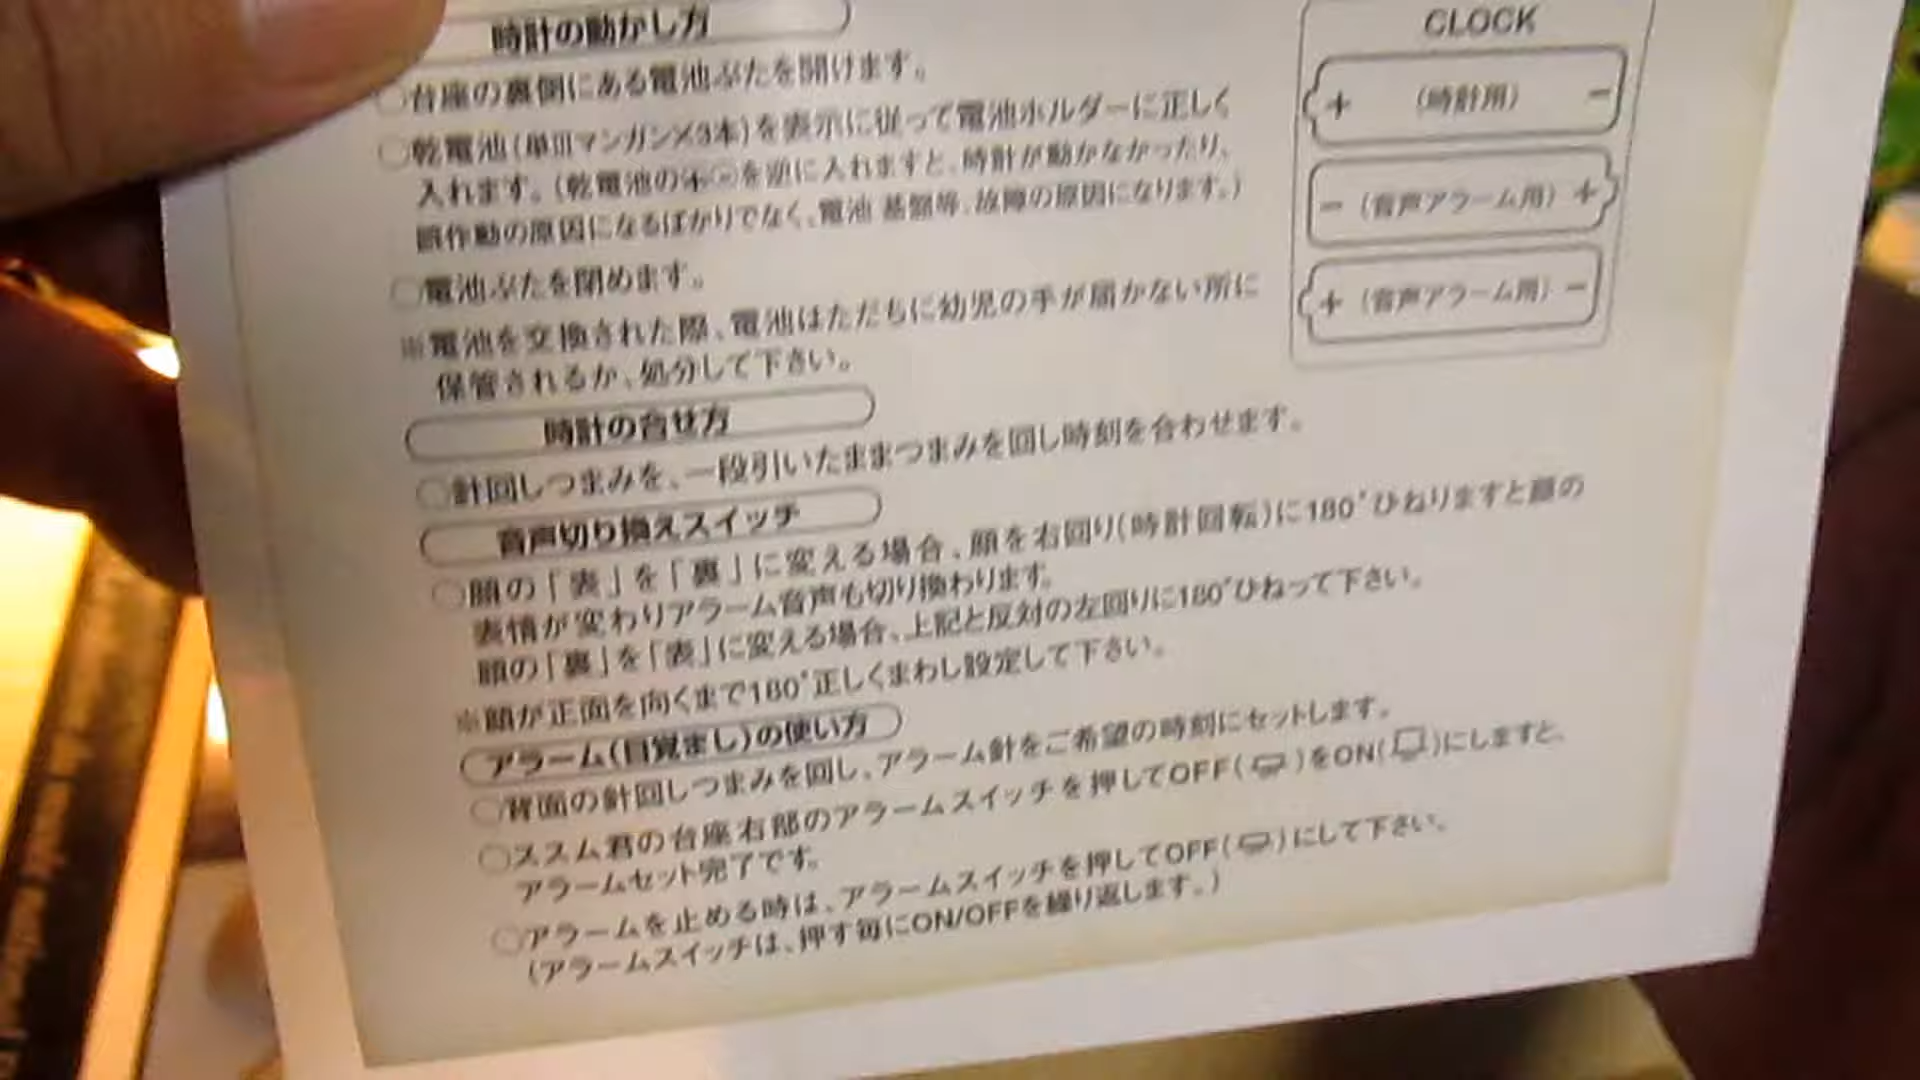 時計の動かし方
○台座の裏側にある電池ぶたを開けます。
○乾電池(単IIIマンガン×3本)を表示に従って電池ホルダーに正しく
入れます。(乾電池の⊕⊖を逆に入れますと、時計が動かなかったり、
誤作動の原因になるばかりでなく、電池 基盤等、故障の原因になります。)
○電池ぶたを閉めます。
※電池を交換された際、電池はただちに幼児の手が届かない所に
保管されるか、処分して下さい。
CLOCK
+ (時計用) −
− (音声アラーム用) +
+ (音声アラーム用) −
時計の合せ方
○針回しつまみを、一段引いたままつまみを回し時刻を合わせます。
音声切り換えスイッチ
○顔の「表」を「裏」に変える場合、顔を右回り(時計回転)に180°ひねりますと顔の
表情が変わりアラーム音声も切り換わります。
顔の「裏」を「表」に変える場合、上記と反対の左回りに180°ひねって下さい。
※顔が正面を向くまで180°正しくまわし設定して下さい。
アラーム(目覚まし)の使い方
○背面の針回しつまみを回し、アラーム針をご希望の時刻にセットします。
○ススム君の台座右部のアラームスイッチを押してOFF( )をON( )にしますと、
アラームセット完了です。
○アラームを止める時は、アラームスイッチを押してOFF( )にして下さい。
(アラームスイッチは、押す毎にON/OFFを繰り返します。)